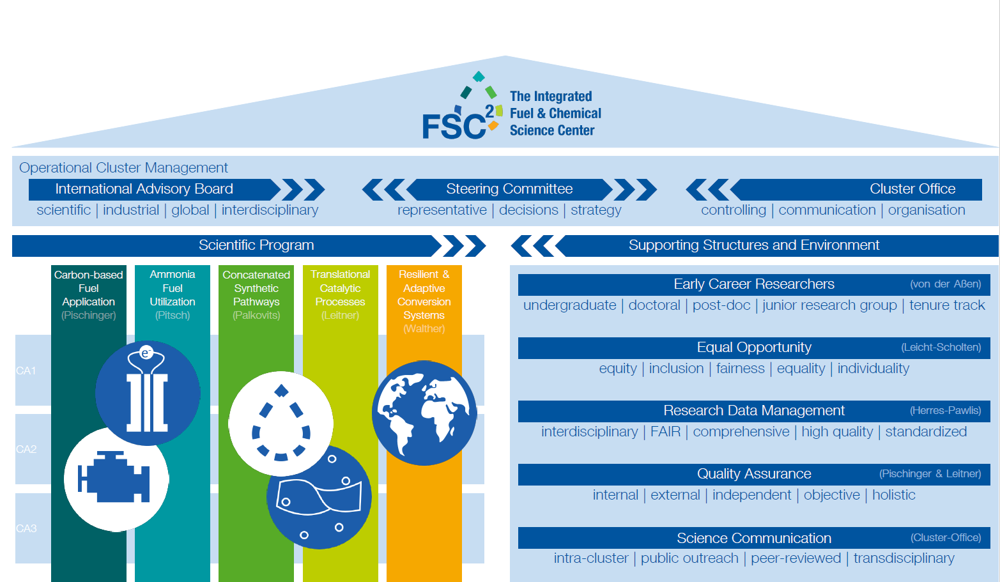 The Integrated
Fuel & Chemical
Science Center
FSC²
Operational Cluster Management
International Advisory Board
scientific | industrial | global | interdisciplinary
Steering Committee
representative | decisions | strategy
Cluster Office
controlling | communication | organisation
Scientific Program
Carbon-based
Fuel
Application
(Pischinger)
Ammonia
Fuel
Utilization
(Pitsch)
Concatenated
Synthetic
Pathways
(Palkovits)
Translational
Catalytic
Processes
(Leitner)
Resilient &
Adaptive
Conversion
Systems
(Walther)
CA1
e⁻
CA2
CA3
Supporting Structures and Environment
Early Career Researchers (von der Aßen)
undergraduate | doctoral | post-doc | junior research group | tenure track
Equal Opportunity (Leicht-Scholten)
equity | inclusion | fairness | equality | individuality
Research Data Management (Herres-Pawlis)
interdisciplinary | FAIR | comprehensive | high quality | standardized
Quality Assurance (Pischinger & Leitner)
internal | external | independent | objective | holistic
Science Communication (Cluster-Office)
intra-cluster | public outreach | peer-reviewed | transdisciplinary